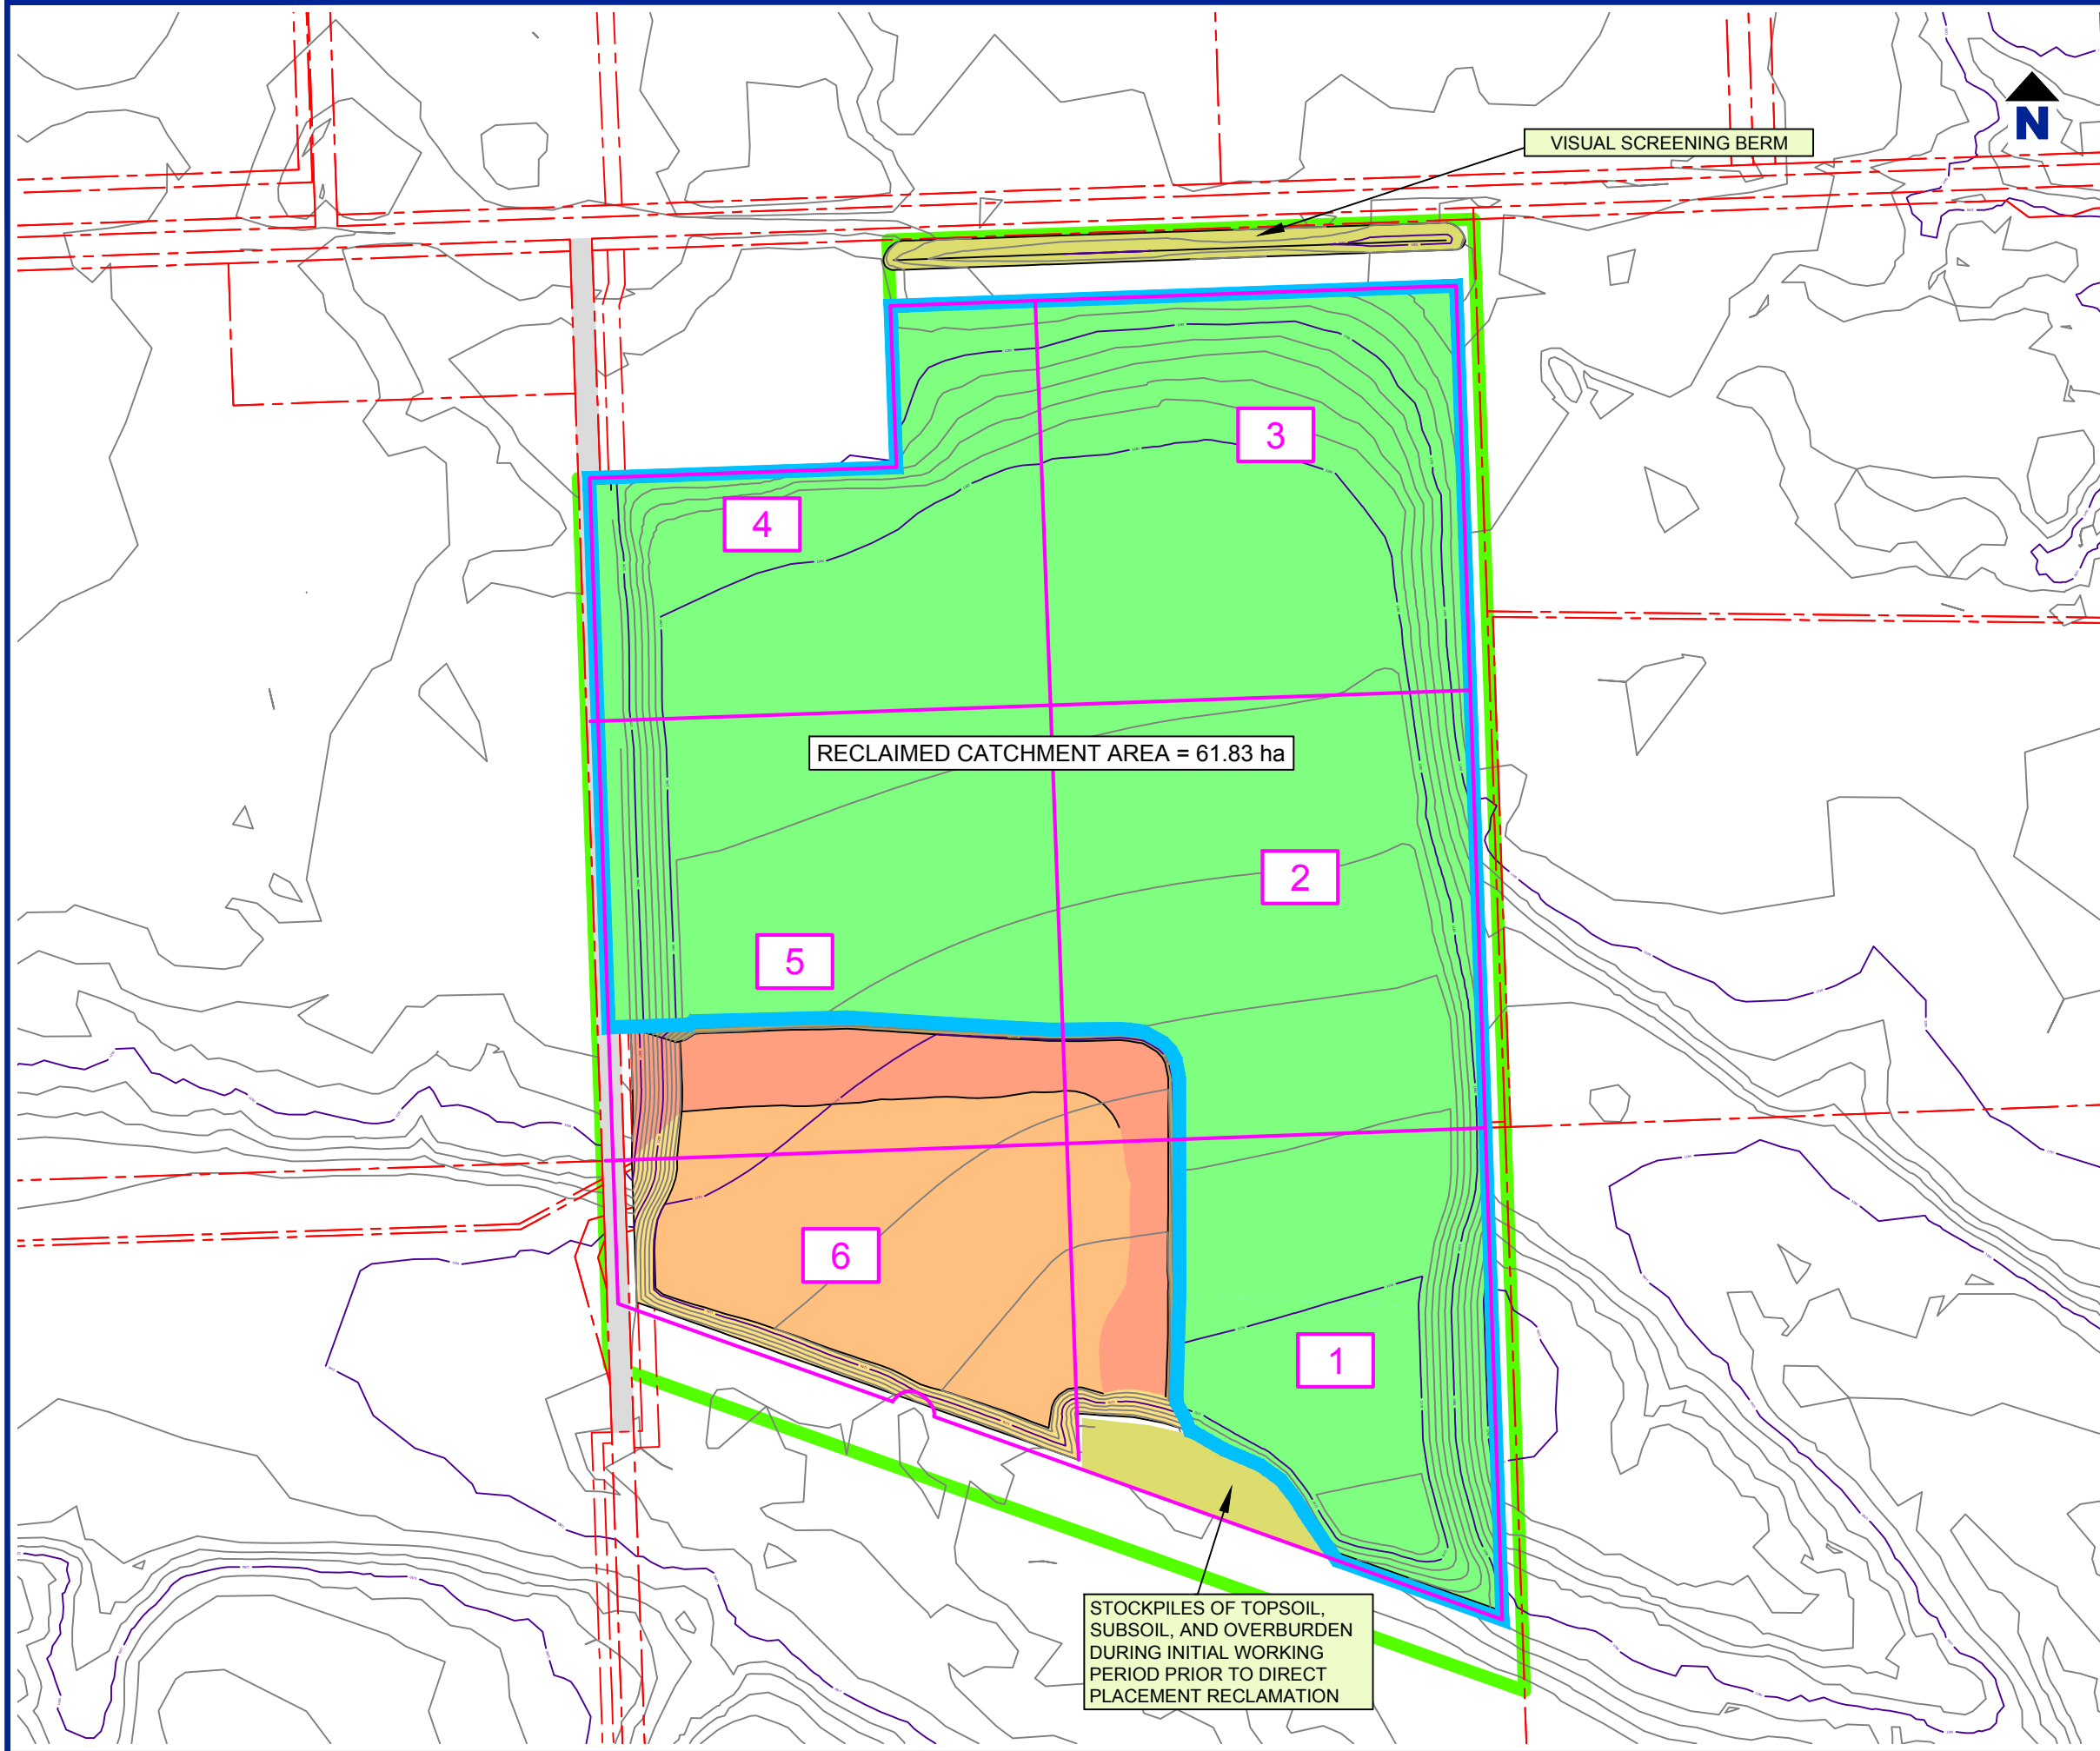 VISUAL SCREENING BERM
N
3
4
RECLAIMED CATCHMENT AREA = 61.83 ha
2
5
6
1
STOCKPILES OF TOPSOIL,
SUBSOIL, AND OVERBURDEN
DURING INITIAL WORKING
PERIOD PRIOR TO DIRECT
PLACEMENT RECLAMATION